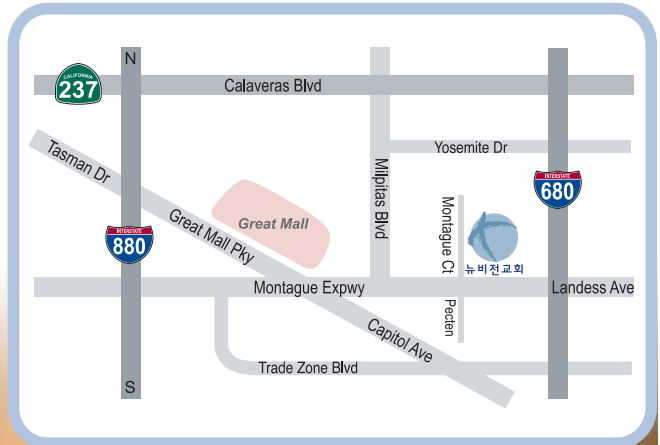 N
CALIFORNIA
237
Calaveras Blvd
Yosemite Dr
Tasman Dr
Milpitas Blvd
INTERSTATE
680
Great Mall
Great Mall Pky
Montague Ct
INTERSTATE
880
뉴비전교회
Montague Expwy
Landess Ave
Pecten
Capitol Ave
Trade Zone Blvd
S